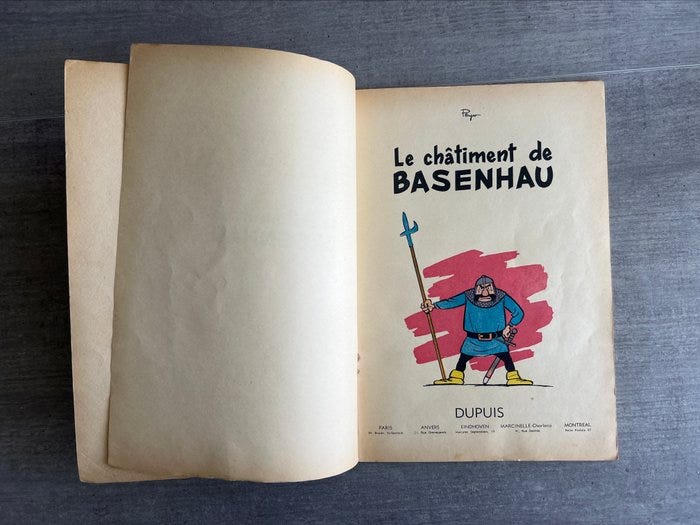 Peyo
Le châtiment de
BASENHAU
DUPUIS
PARIS ANVERS EINDHOVEN MARCINELLE-Charleroi MONTREAL